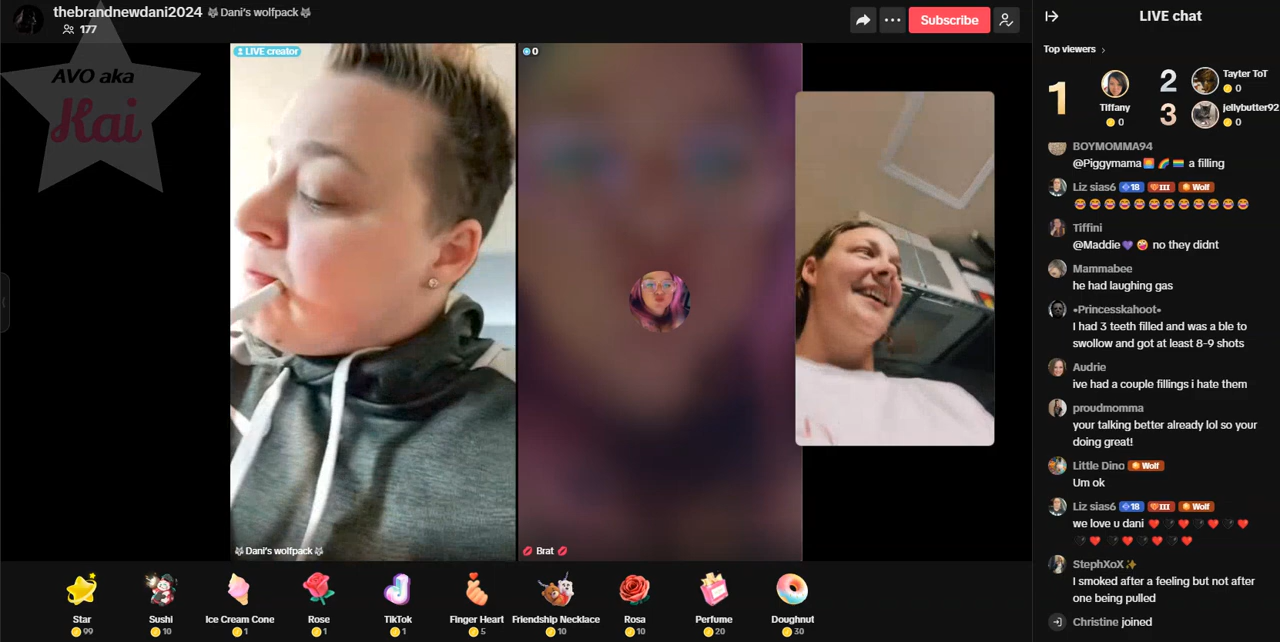 thebrandnewdani2024 🐺Dani's wolfpack🐺
177
Subscribe
AVO aka
Kai
LIVE creator
0
🐺Dani's wolfpack🐺
💋 Brat 💋
Star
99
Sushi
10
Ice Cream Cone
1
Rose
1
TikTok
1
Finger Heart
5
Friendship Necklace
10
Rosa
10
Perfume
20
Doughnut
30
LIVE chat
Top viewers
1
Tiffany
0
2
Tayter ToT
0
3
jellybutter92
0
BOYMOMMA94
@Piggymama🌅🌈🏳️‍🌈 a filling
Liz sias6 18 III Wolf
Tiffini
@Maddie💜🤪 no they didnt
Mammabee
he had laughing gas
•Princesskahoot•
I had 3 teeth filled and was a ble to
swollow and got at least 8-9 shots
Audrie
ive had a couple fillings i hate them
proudmomma
your talking better already lol so your
doing great!
Little Dino Wolf
Um ok
Liz sias6 18 III Wolf
we love u dani ❤️🖤❤️🖤❤️🖤❤️
🖤❤️🖤❤️🖤❤️🖤❤️
StephXoX✨
I smoked after a feeling but not after
one being pulled
Christine joined